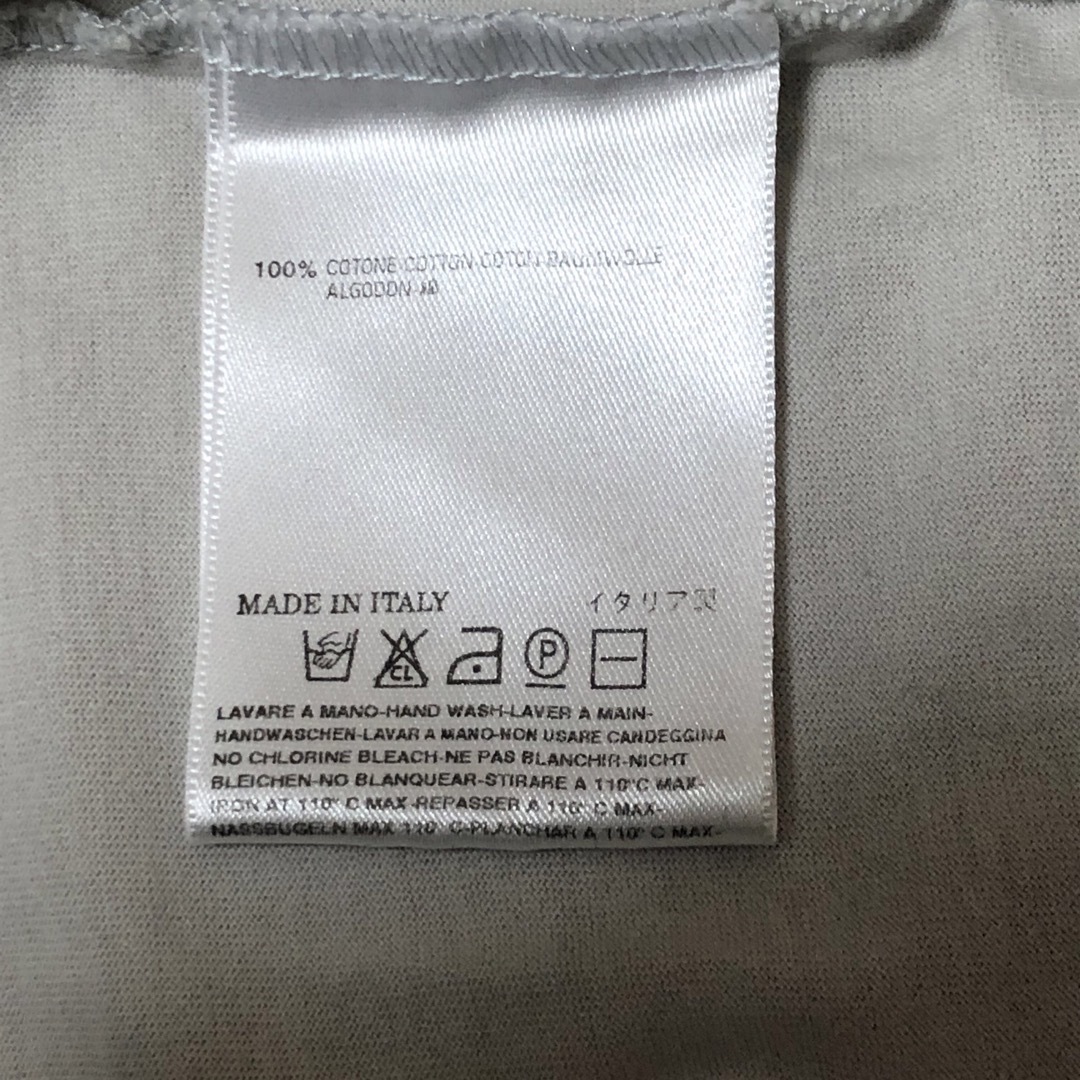 100% COTONE-COTTON-COTON-BAUMWOLLE
ALGODON-綿
MADE IN ITALY イタリア製
CL P
LAVARE A MANO-HAND WASH-LAVER A MAIN-
HANDWASCHEN-LAVAR A MANO-NON USARE CANDEGGINA
NO CHLORINE BLEACH-NE PAS BLANCHIR-NICHT
BLEICHEN-NO BLANQUEAR-STIRARE A 110°C MAX-
IRON AT 110° C MAX-REPASSER A 110° C MAX-
NASSBUGELN MAX 110° C-PLANCHAR A 110° C MAX-